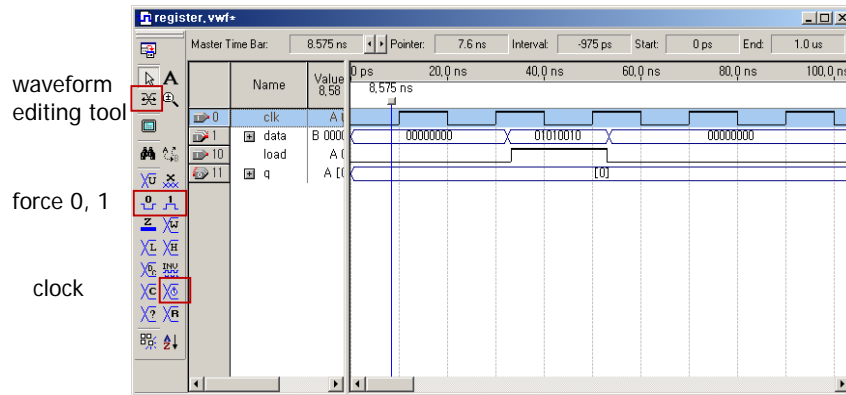 register.vwf*
Master Time Bar: 8.575 ns Pointer: 7.6 ns Interval: -975 ps Start: 0 ps End: 1.0 us
waveform
editing tool
force 0, 1
clock
A
Name
Value
8,58
0 ps 20,0 ns 40,0 ns 60,0 ns 80,0 ns 100,0 ns
8,575 ns
0 clk A
1 data B 000 00000000 01010010 00000000
10 load A
11 q A [0] [0]